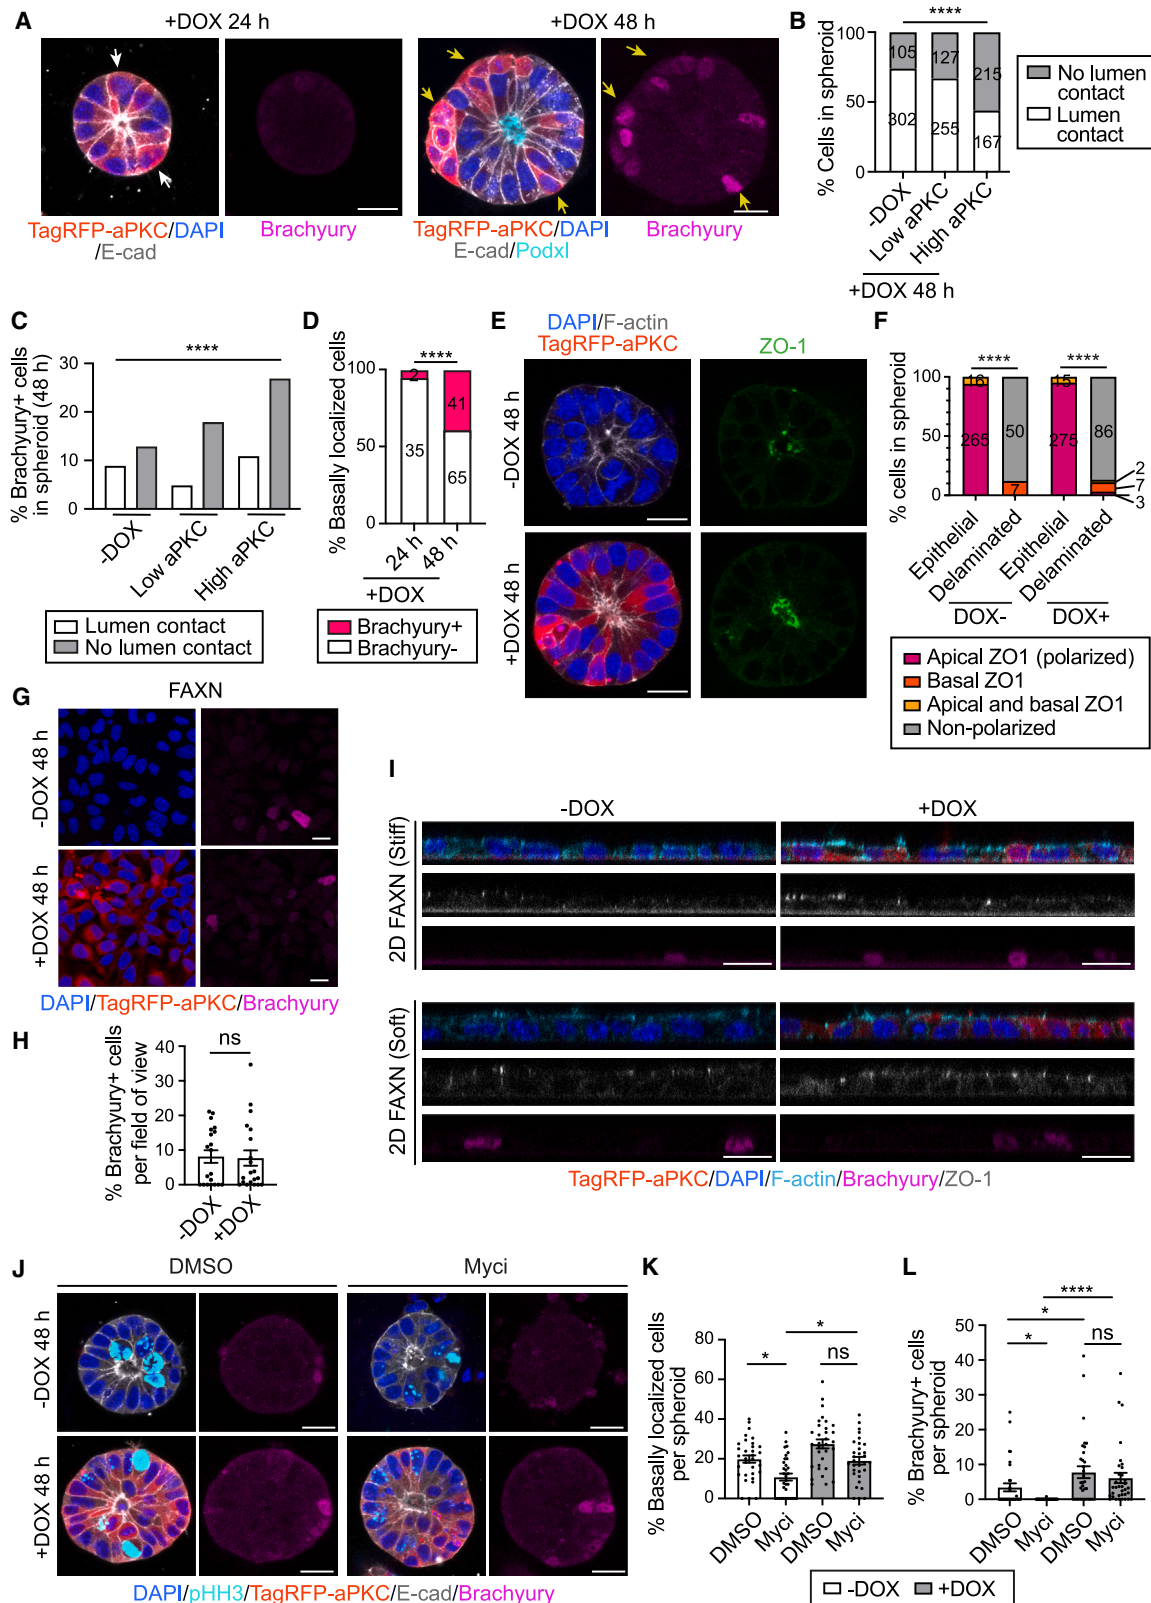 A
+DOX 24 h
+DOX 48 h
TagRFP-aPKC/DAPI
/E-cad
Brachyury
TagRFP-aPKC/DAPI
E-cad/Podxl
Brachyury
B
****
% Cells in spheroid
100
50
0
105
127
215
302
255
167
-DOX
Low aPKC
High aPKC
+DOX 48 h
No lumen
contact
Lumen
contact
C
****
% Brachyury+ cells
in spheroid (48 h)
30
20
10
0
-DOX
Low aPKC
High aPKC
Lumen contact
No lumen contact
D
****
% Basally localized cells
100
50
0
2
41
35
65
24 h
48 h
+DOX
Brachyury+
Brachyury-
E
DAPI/F-actin
TagRFP-aPKC
ZO-1
-DOX 48 h
+DOX 48 h
F
****
****
% cells in spheroid
100
50
0
16
265
50
7
15
275
86
2
7
3
Epithelial
Delaminated
Epithelial
Delaminated
DOX-
DOX+
Apical ZO1 (polarized)
Basal ZO1
Apical and basal ZO1
Non-polarized
G
FAXN
-DOX 48 h
+DOX 48 h
DAPI/TagRFP-aPKC/Brachyury
H
ns
% Brachyury+ cells
per field of view
40
30
20
10
0
-DOX
+DOX
I
-DOX
+DOX
2D FAXN (Stiff)
2D FAXN (Soft)
TagRFP-aPKC/DAPI/F-actin/Brachyury/ZO-1
J
DMSO
Myci
-DOX 48 h
+DOX 48 h
DAPI/pHH3/TagRFP-aPKC/E-cad/Brachyury
K
*
*
ns
% Basally localized cells
per spheroid
80
60
40
20
0
DMSO
Myci
DMSO
Myci
L
****
*
*
ns
% Brachyury+ cells
per spheroid
50
40
30
20
10
0
DMSO
Myci
DMSO
Myci
-DOX
+DOX